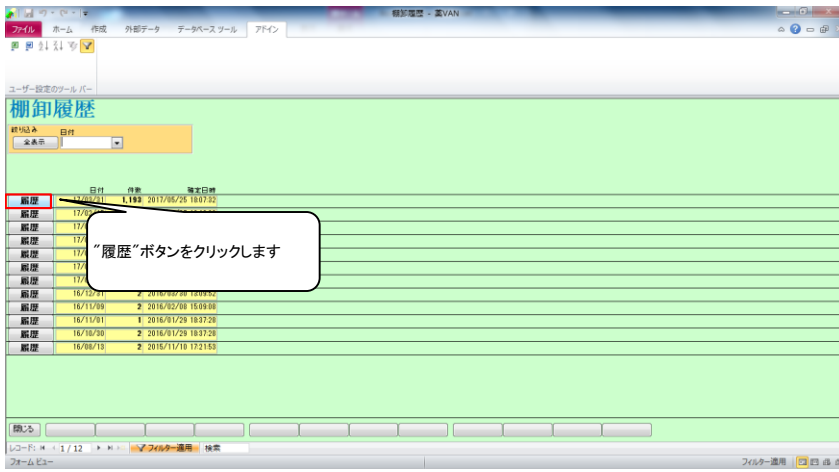 棚卸履歴 - 薬VAN
ファイル ホーム 作成 外部データ データベース ツール アドイン
ユーザー設定のツール バー
棚卸履歴
絞り込み 日付
全表示
日付 件数 確定日時
履歴 17/03/31 1,193 2017/05/25 18:07:32
履歴
履歴
履歴
履歴
履歴
履歴
"履歴"ボタンをクリックします
履歴 16/12/31 2
履歴 16/11/09 2 2016/02/08 15:09:08
履歴 16/11/01 1 2016/01/29 18:37:28
履歴 16/10/30 2 2016/01/29 18:37:28
履歴 16/08/13 2 2015/11/10 17:21:53
閉じる
レコード: 1 / 12 フィルター適用 検索
フォーム ビュー フィルター適用